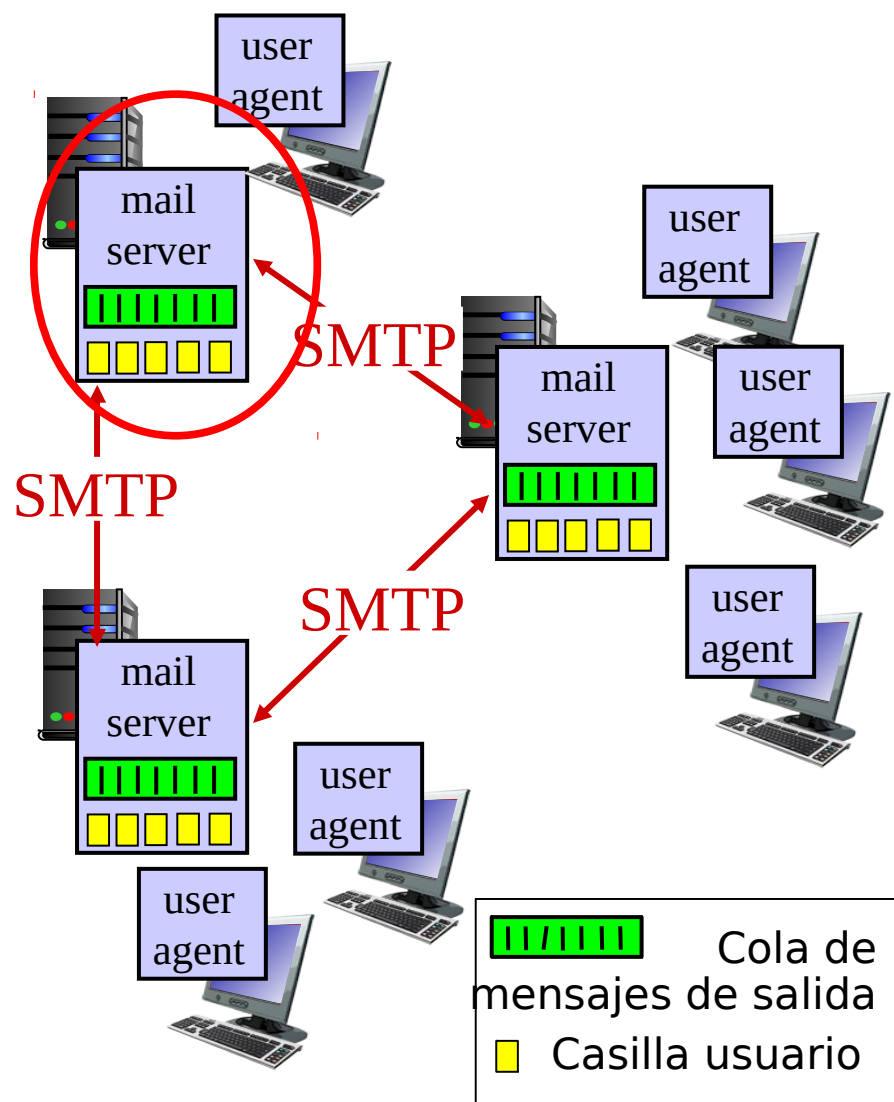 user
agent
mail
server
SMTP
user
agent
mail
server
user
agent
SMTP
SMTP
user
agent
mail
server
user
agent
user
agent
Cola de
mensajes de salida
Casilla usuario